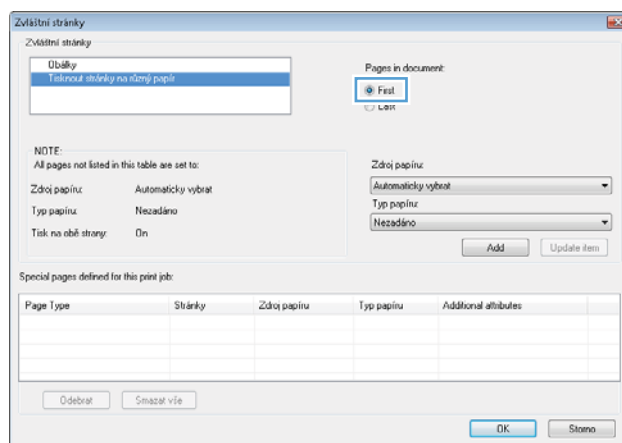 Zvláštní stránky
Zvláštní stránky
Obálky
Tisknout stránky na různý papír
Pages in document:
First
Last
NOTE:
All pages not listed in this table are set to:
Zdroj papíru:
Automaticky vybrat
Typ papíru:
Nezadáno
Tisk na obě strany:
On
Zdroj papíru:
Automaticky vybrat
Typ papíru:
Nezadáno
Add
Update item
Special pages defined for this print job:
Page Type
Stránky
Zdroj papíru
Typ papíru
Additional attributes
Odebrat
Smazat vše
OK
Storno